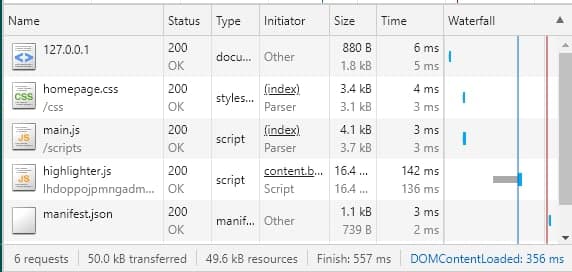 Name Status Type Initiator Size Time Waterfall
127.0.0.1 200 docu... Other 880 B 6 ms
OK 1.8 kB 5 ms
homepage.css 200 styles... (index) 3.4 kB 4 ms
/css OK Parser 3.1 kB 3 ms
main.js 200 script (index) 4.1 kB 3 ms
/scripts OK Parser 3.7 kB 3 ms
highlighter.js 200 script content.b... 16.4 ... 142 ms
lhdoppojpmngadm... OK Script 16.4 ... 136 ms
manifest.json 200 manif... Other 1.1 kB 3 ms
OK 739 B 2 ms
6 requests 50.0 kB transferred 49.6 kB resources Finish: 557 ms DOMContentLoaded: 356 ms